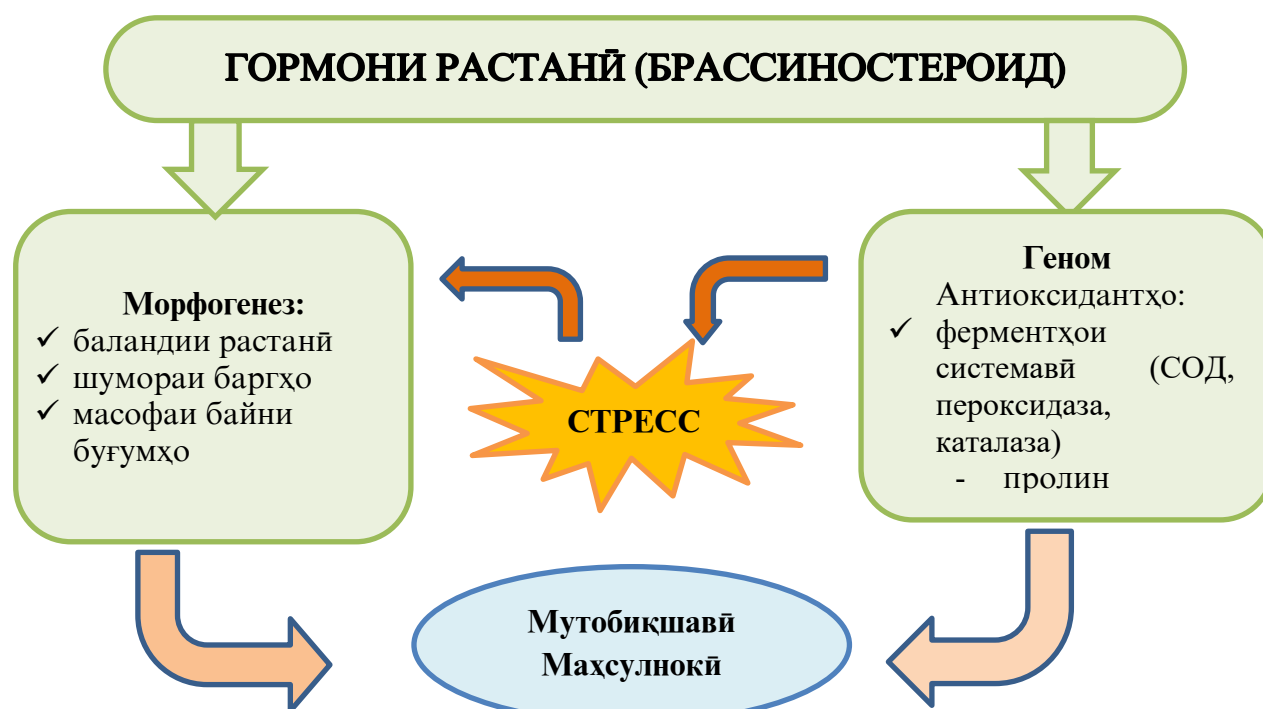 ГОРМОНИ РАСТАНӢ (БРАССИНОСТЕРОИД)
Морфогенез:
✓ баландии растанӣ
✓ шумораи баргҳо
✓ масофаи байни
буғумҳо
СТРЕСС
Геном
Антиоксидантҳо:
✓ ферментҳои
системавӣ (СОД,
пероксидаза,
каталаза)
- пролин
Мутобиқшавӣ
Маҳсулнокӣ